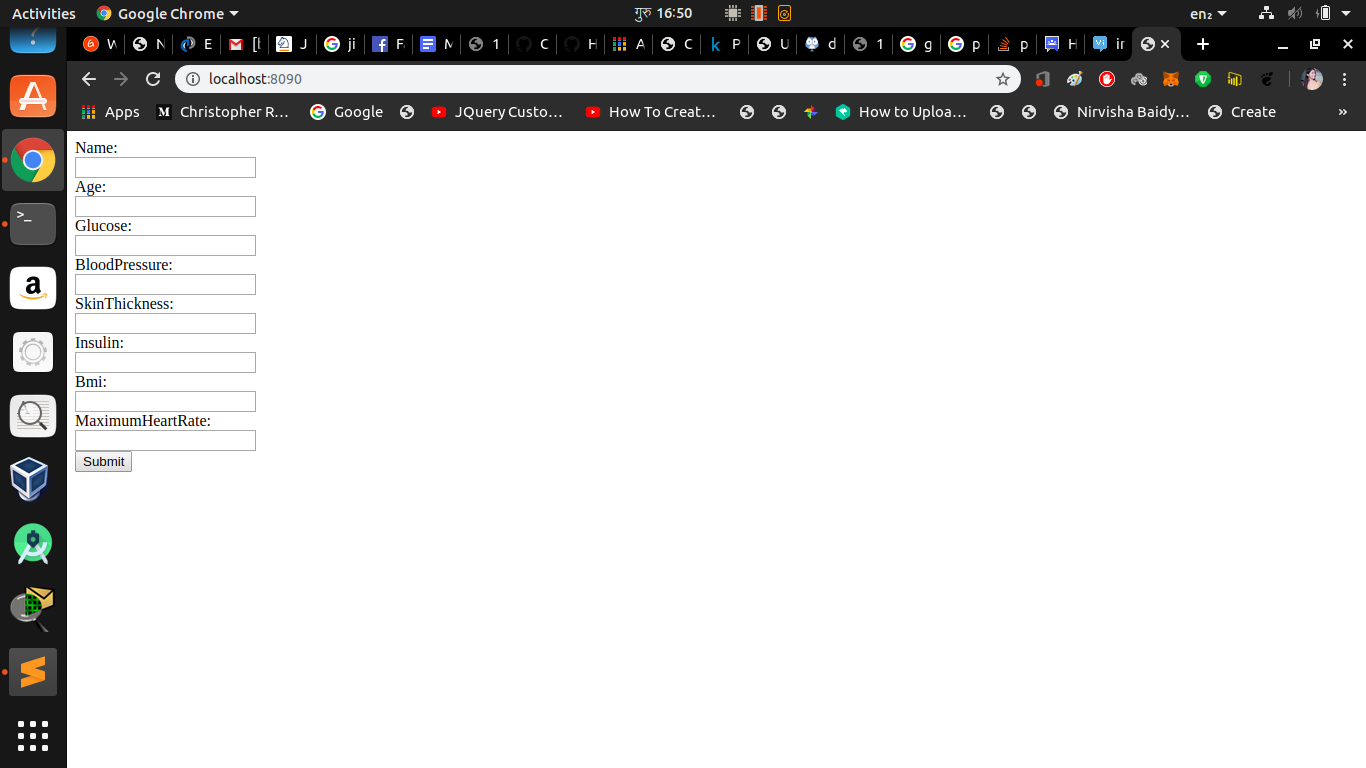 Activities Google Chrome गुरु 16:50 en₂
W N E [t J ji F M 1 C H A C P U d 1 g p p H ir
localhost:8090
Apps Christopher R... Google JQuery Custo... How To Creat... How to Uploa... Nirvisha Baidy... Create »
Name:
Age:
Glucose:
BloodPressure:
SkinThickness:
Insulin:
Bmi:
MaximumHeartRate:
Submit